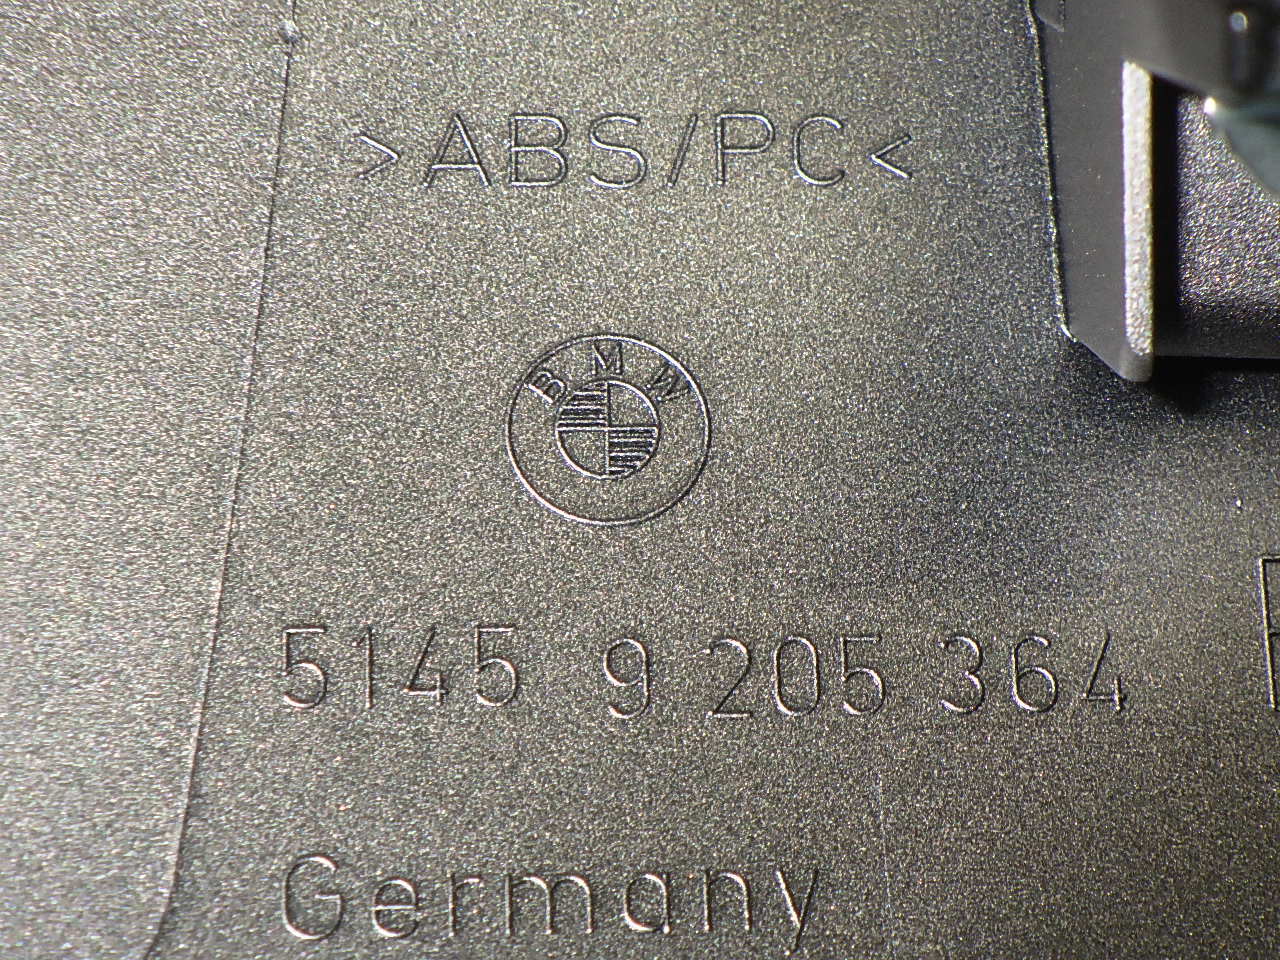 >ABS/PC<
BMW
5145 9 205 364
Germany